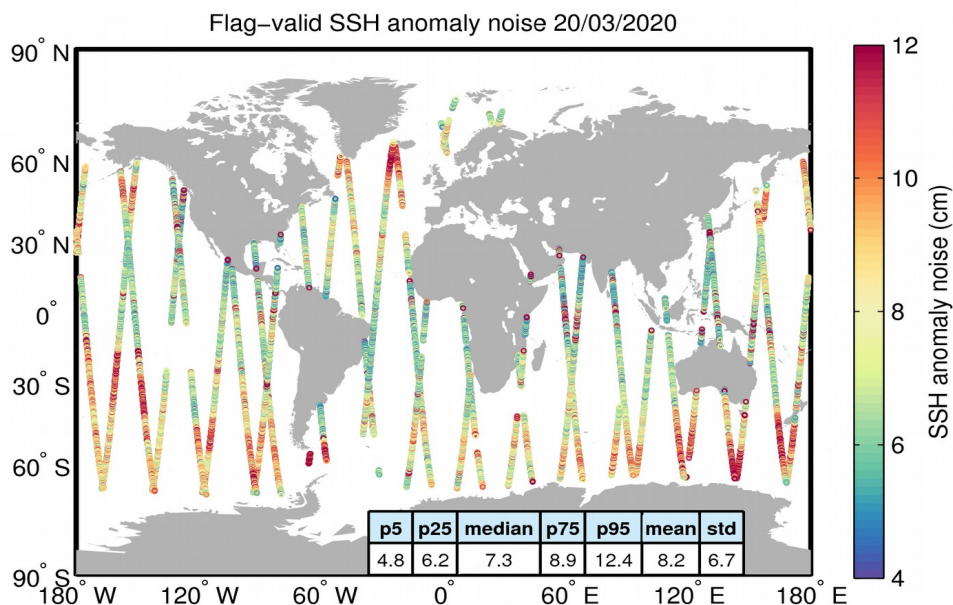 Flag−valid SSH anomaly noise 20/03/2020
90° N
60° N
30° N
0°
30° S
60° S
90° S
180° W
120° W
60° W
0°
60° E
120° E
180° E
p5 p25 median p75 p95 mean std
4.8 6.2 7.3 8.9 12.4 8.2 6.7
12
10
8
6
4
SSH anomaly noise (cm)